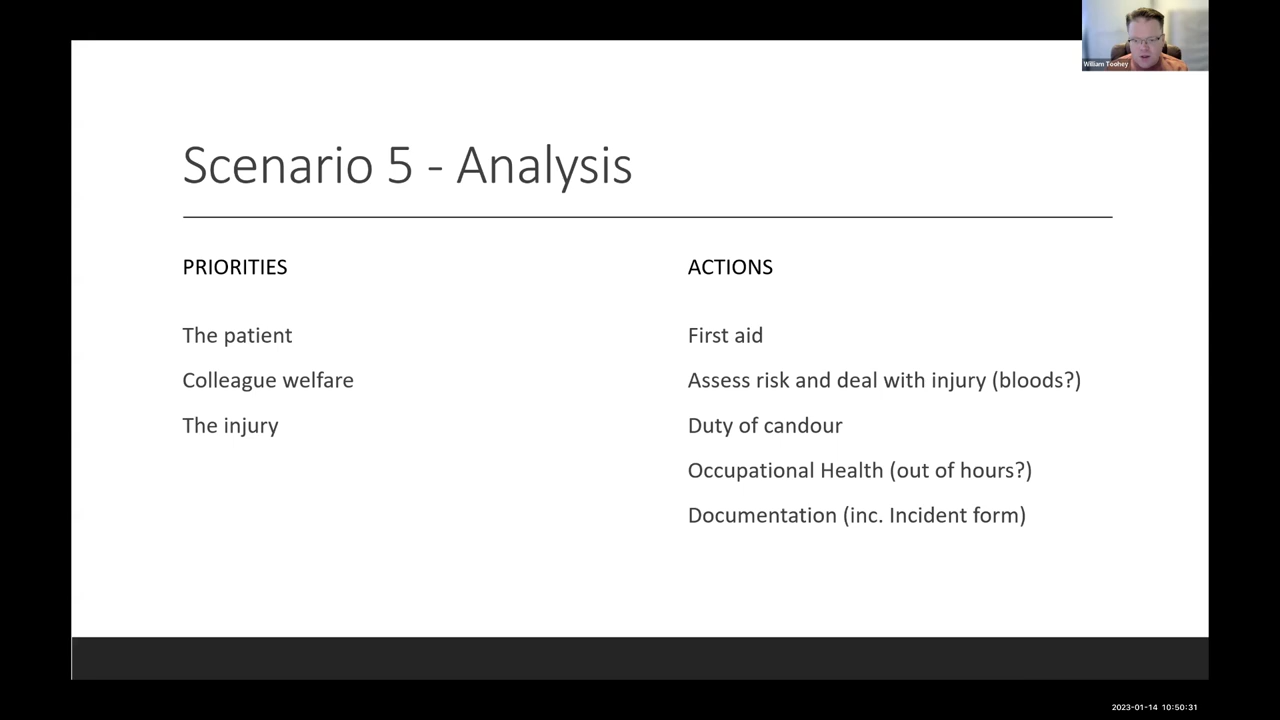 William Toohey
Scenario 5 - Analysis
PRIORITIES
The patient
Colleague welfare
The injury
ACTIONS
First aid
Assess risk and deal with injury (bloods?)
Duty of candour
Occupational Health (out of hours?)
Documentation (inc. Incident form)
2023-01-14 10:50:31